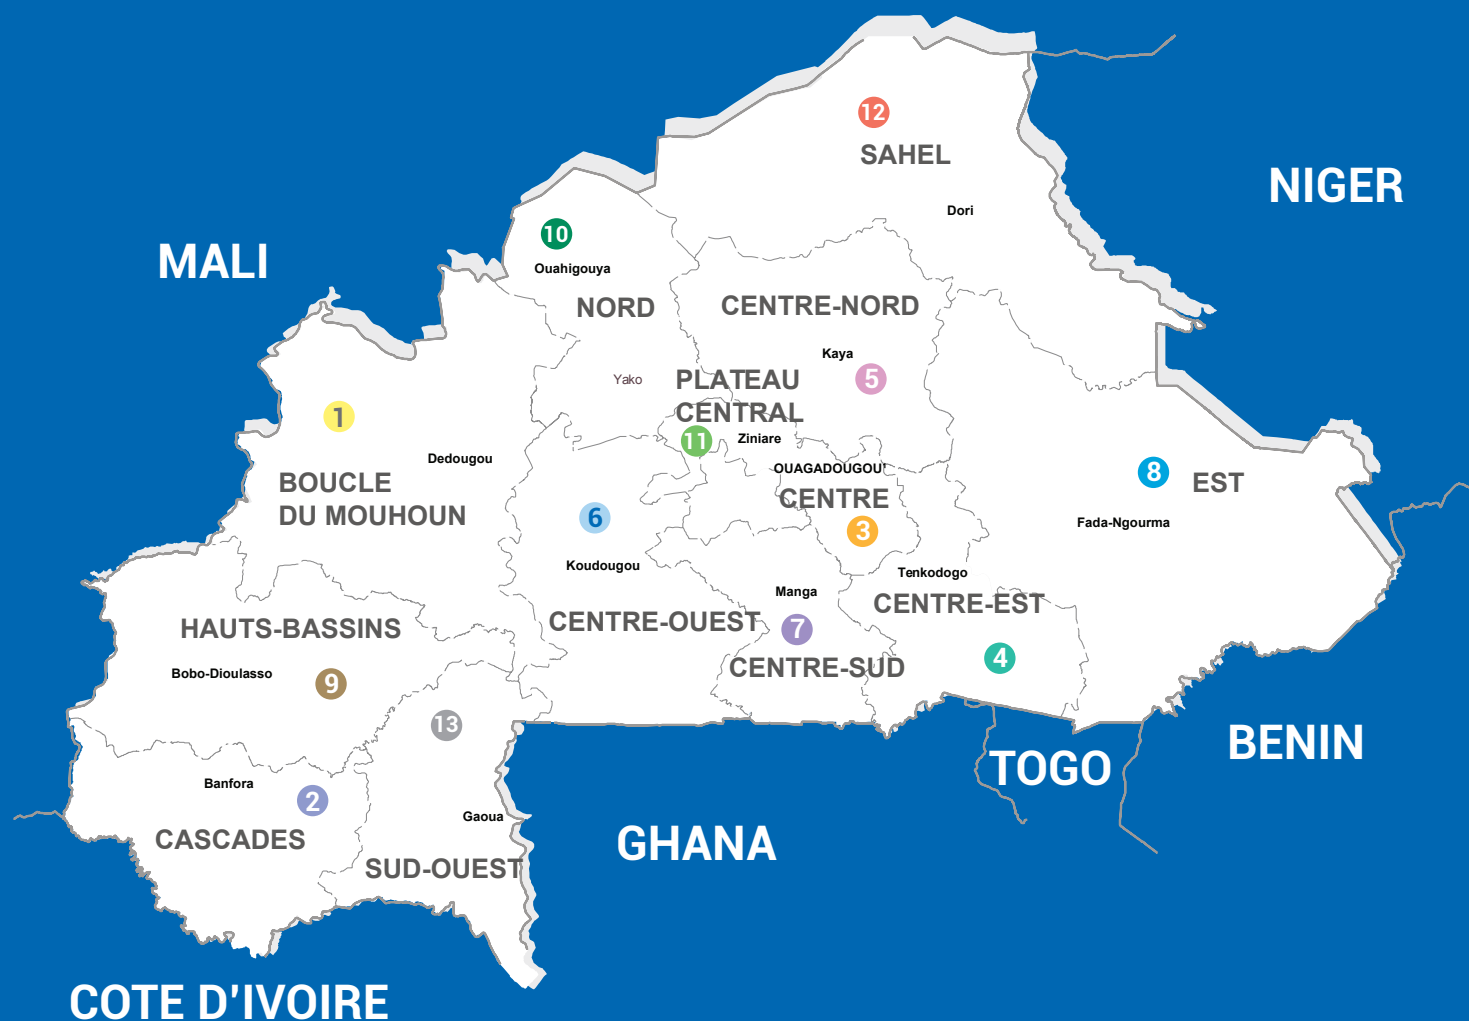 12
SAHEL
NIGER
Dori
10
MALI
Ouahigouya
NORD
CENTRE-NORD
Kaya
5
Yako
PLATEAU
CENTRAL
11
Ziniare
1
Dedougou
BOUCLE
DU MOUHOUN
OUAGADOUGOU'
CENTRE
3
8
EST
Fada-Ngourma
6
Koudougou
CENTRE-OUEST
Tenkodogo
CENTRE-EST
4
Manga
7
CENTRE-SUD
HAUTS-BASSINS
Bobo-Dioulasso
9
13
BENIN
TOGO
Banfora
2
CASCADES
Gaoua
SUD-OUEST
GHANA
COTE D’IVOIRE